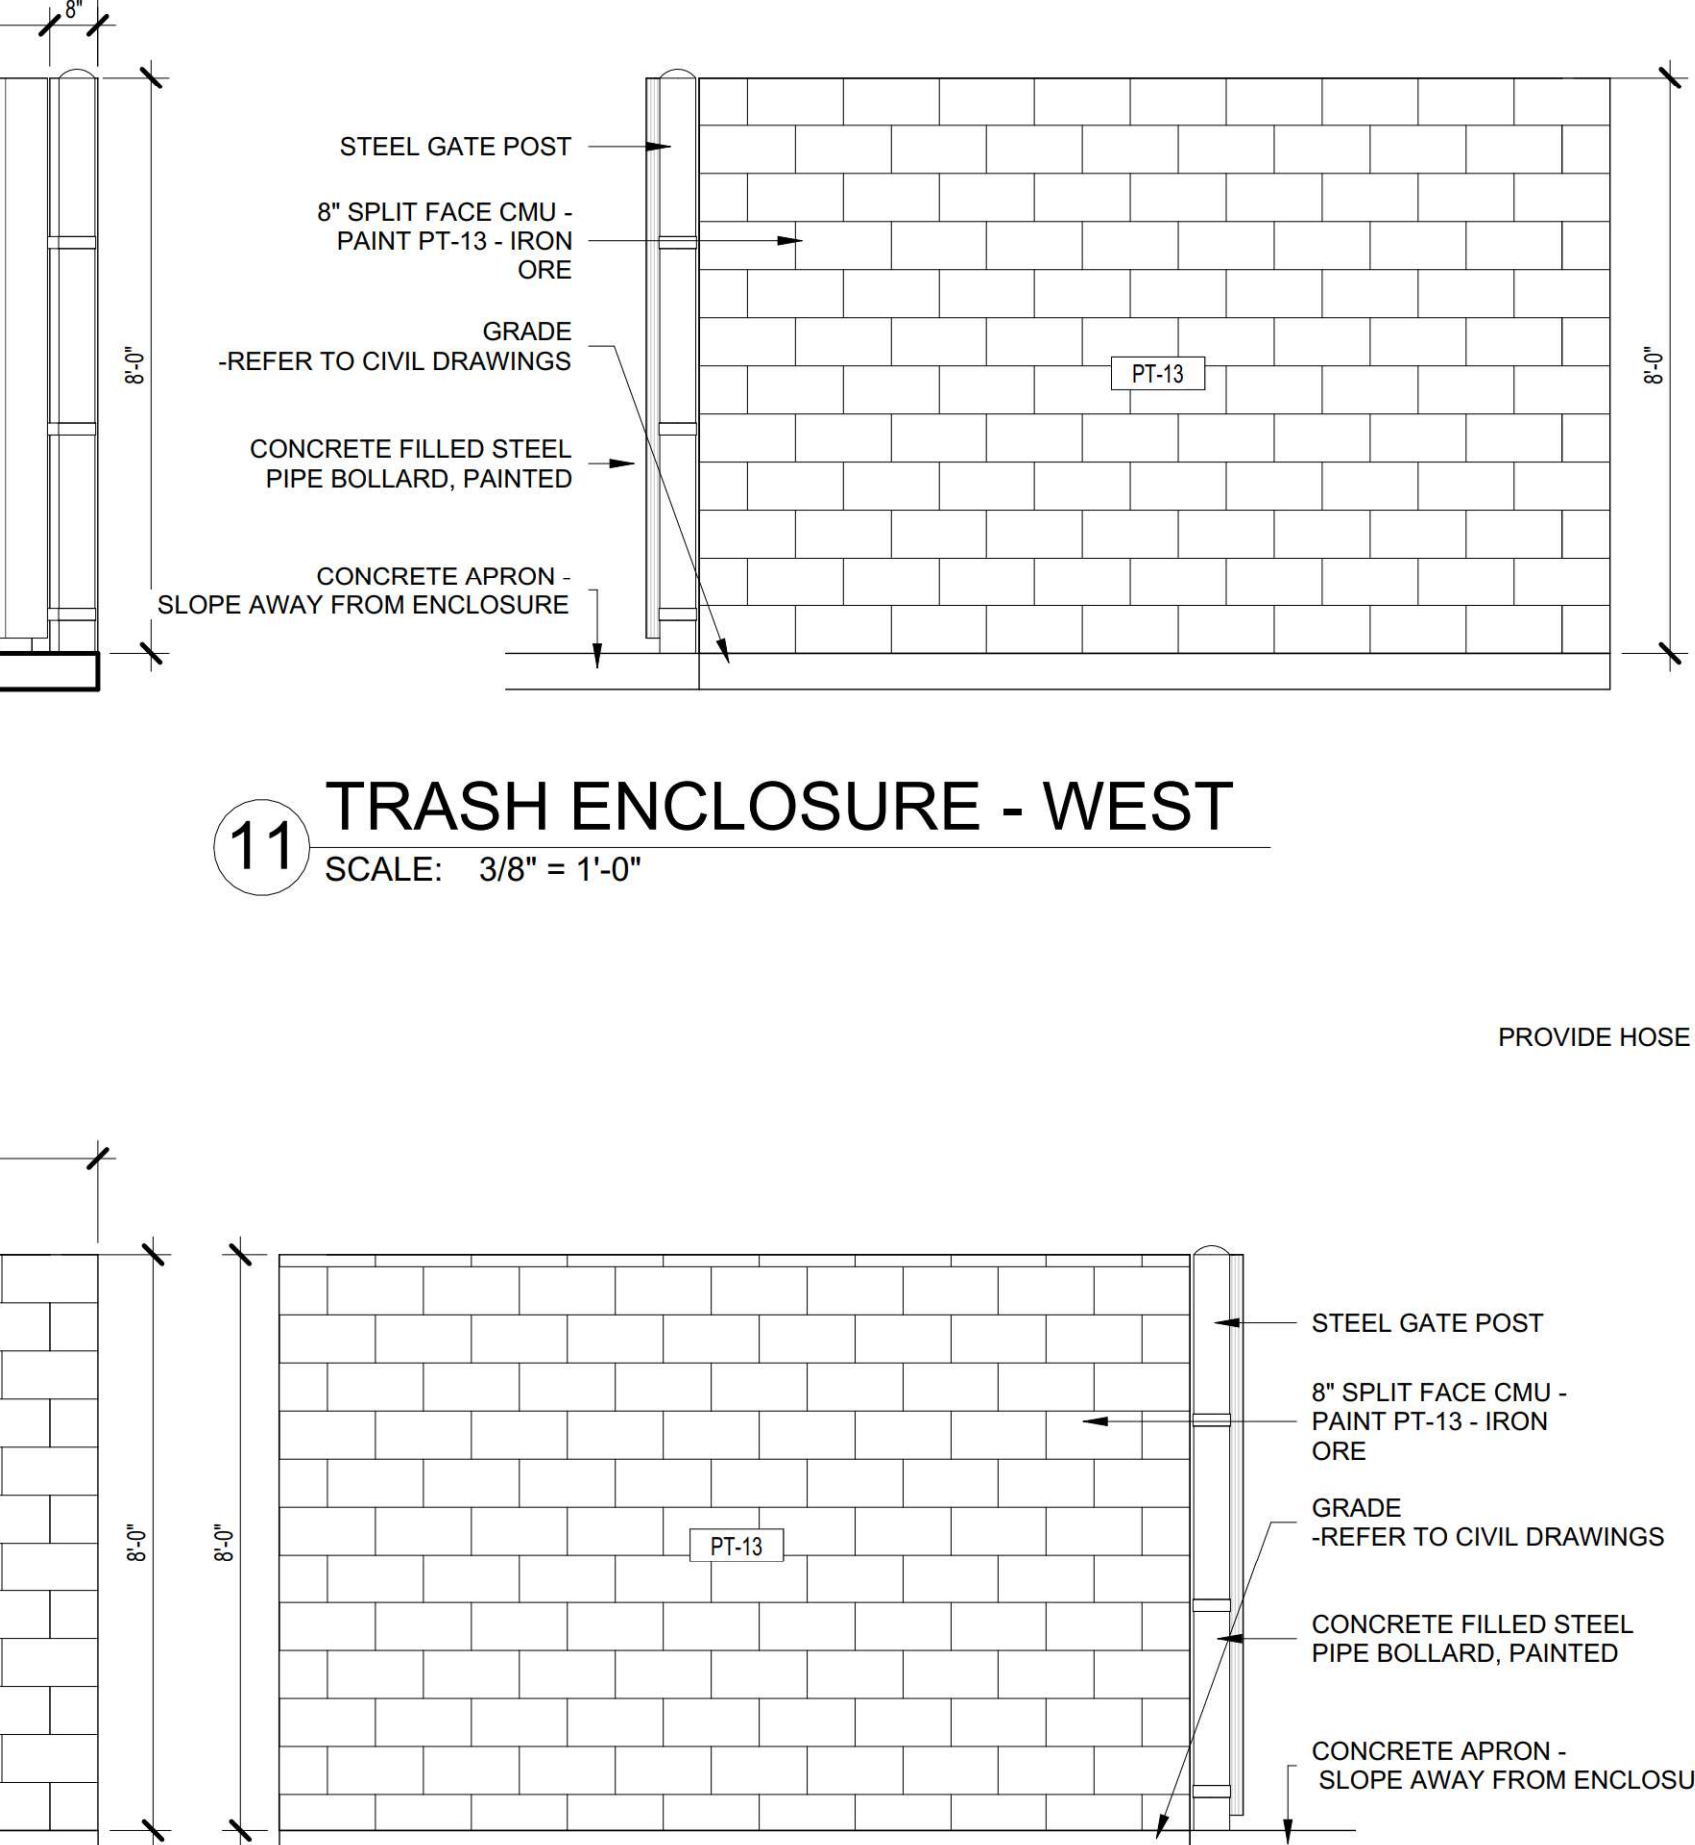 8"
STEEL GATE POST
8" SPLIT FACE CMU -
PAINT PT-13 - IRON
ORE
GRADE
-REFER TO CIVIL DRAWINGS
8'-0"
PT-13
8'-0"
CONCRETE FILLED STEEL
PIPE BOLLARD, PAINTED
CONCRETE APRON -
SLOPE AWAY FROM ENCLOSURE
11
TRASH ENCLOSURE - WEST
SCALE: 3/8" = 1'-0"
PROVIDE HOSE
STEEL GATE POST
8" SPLIT FACE CMU -
PAINT PT-13 - IRON
ORE
GRADE
-REFER TO CIVIL DRAWINGS
8'-0"
8'-0"
PT-13
CONCRETE FILLED STEEL
PIPE BOLLARD, PAINTED
CONCRETE APRON -
SLOPE AWAY FROM ENCLOSU